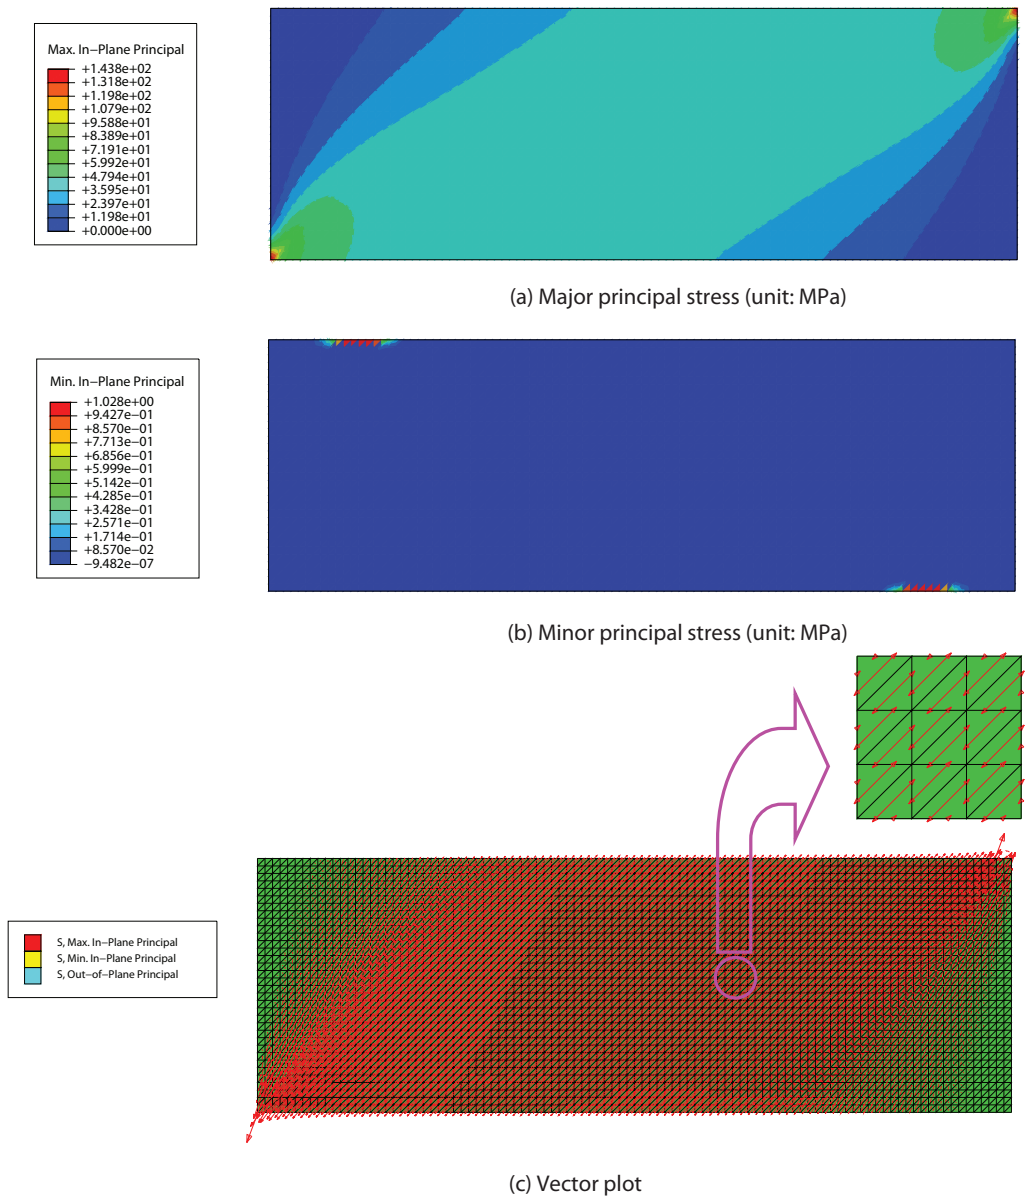 Max. In−Plane Principal
+1.438e+02
+1.318e+02
+1.198e+02
+1.079e+02
+9.588e+01
+8.389e+01
+7.191e+01
+5.992e+01
+4.794e+01
+3.595e+01
+2.397e+01
+1.198e+01
+0.000e+00
(a) Major principal stress (unit: MPa)
Min. In−Plane Principal
+1.028e+00
+9.427e−01
+8.570e−01
+7.713e−01
+6.856e−01
+5.999e−01
+5.142e−01
+4.285e−01
+3.428e−01
+2.571e−01
+1.714e−01
+8.570e−02
−9.482e−07
(b) Minor principal stress (unit: MPa)
S, Max. In−Plane Principal
S, Min. In−Plane Principal
S, Out−of−Plane Principal
(c) Vector plot